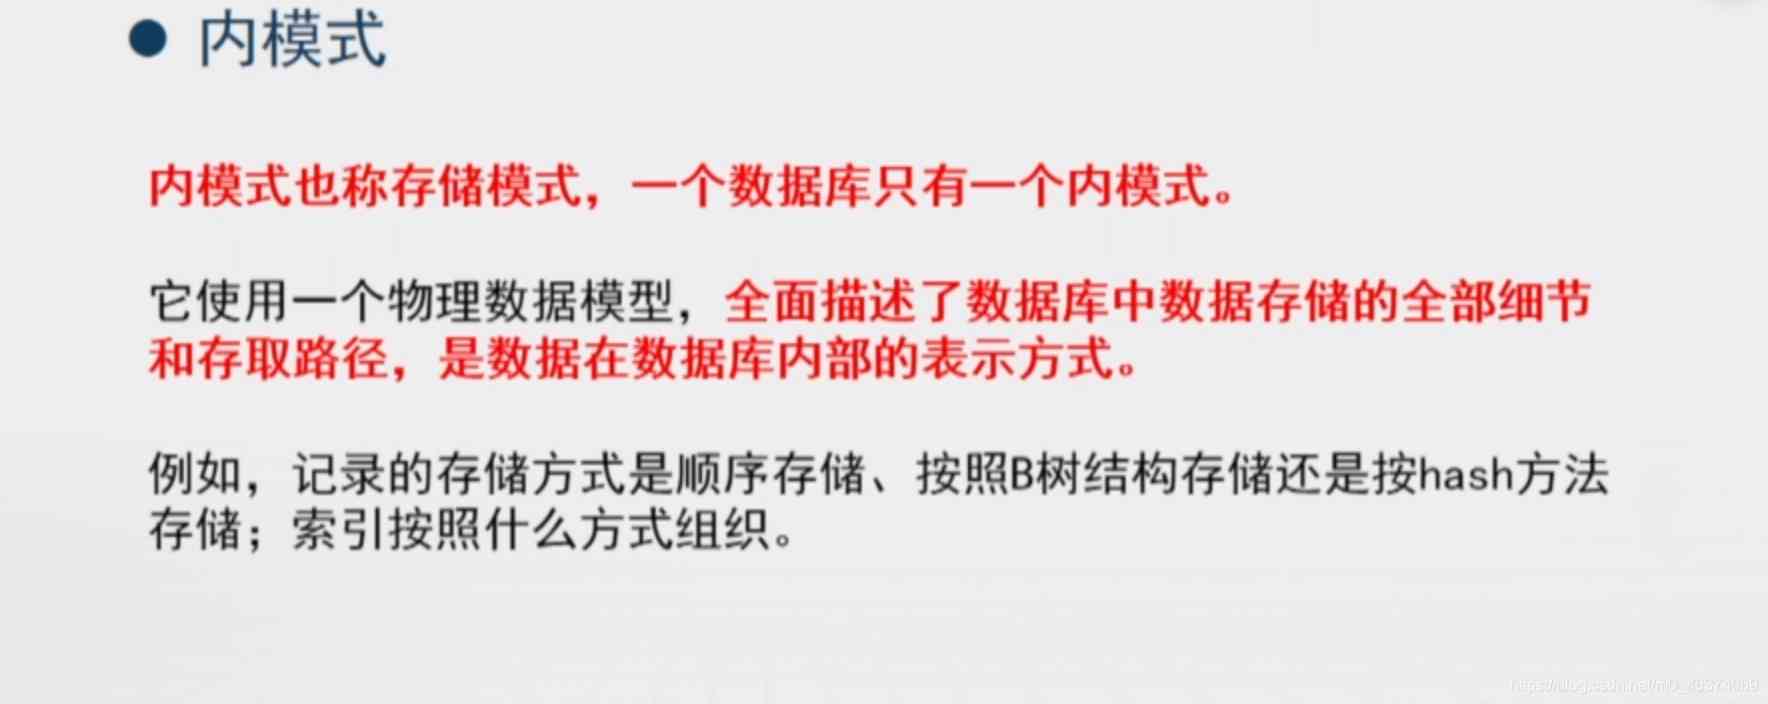 ● 内模式
内模式也称存储模式，一个数据库只有一个内模式。
它使用一个物理数据模型，全面描述了数据库中数据存储的全部细节
和存取路径，是数据在数据库内部的表示方式。
例如，记录的存储方式是顺序存储、按照B树结构存储还是按hash方法
存储；索引按照什么方式组织。